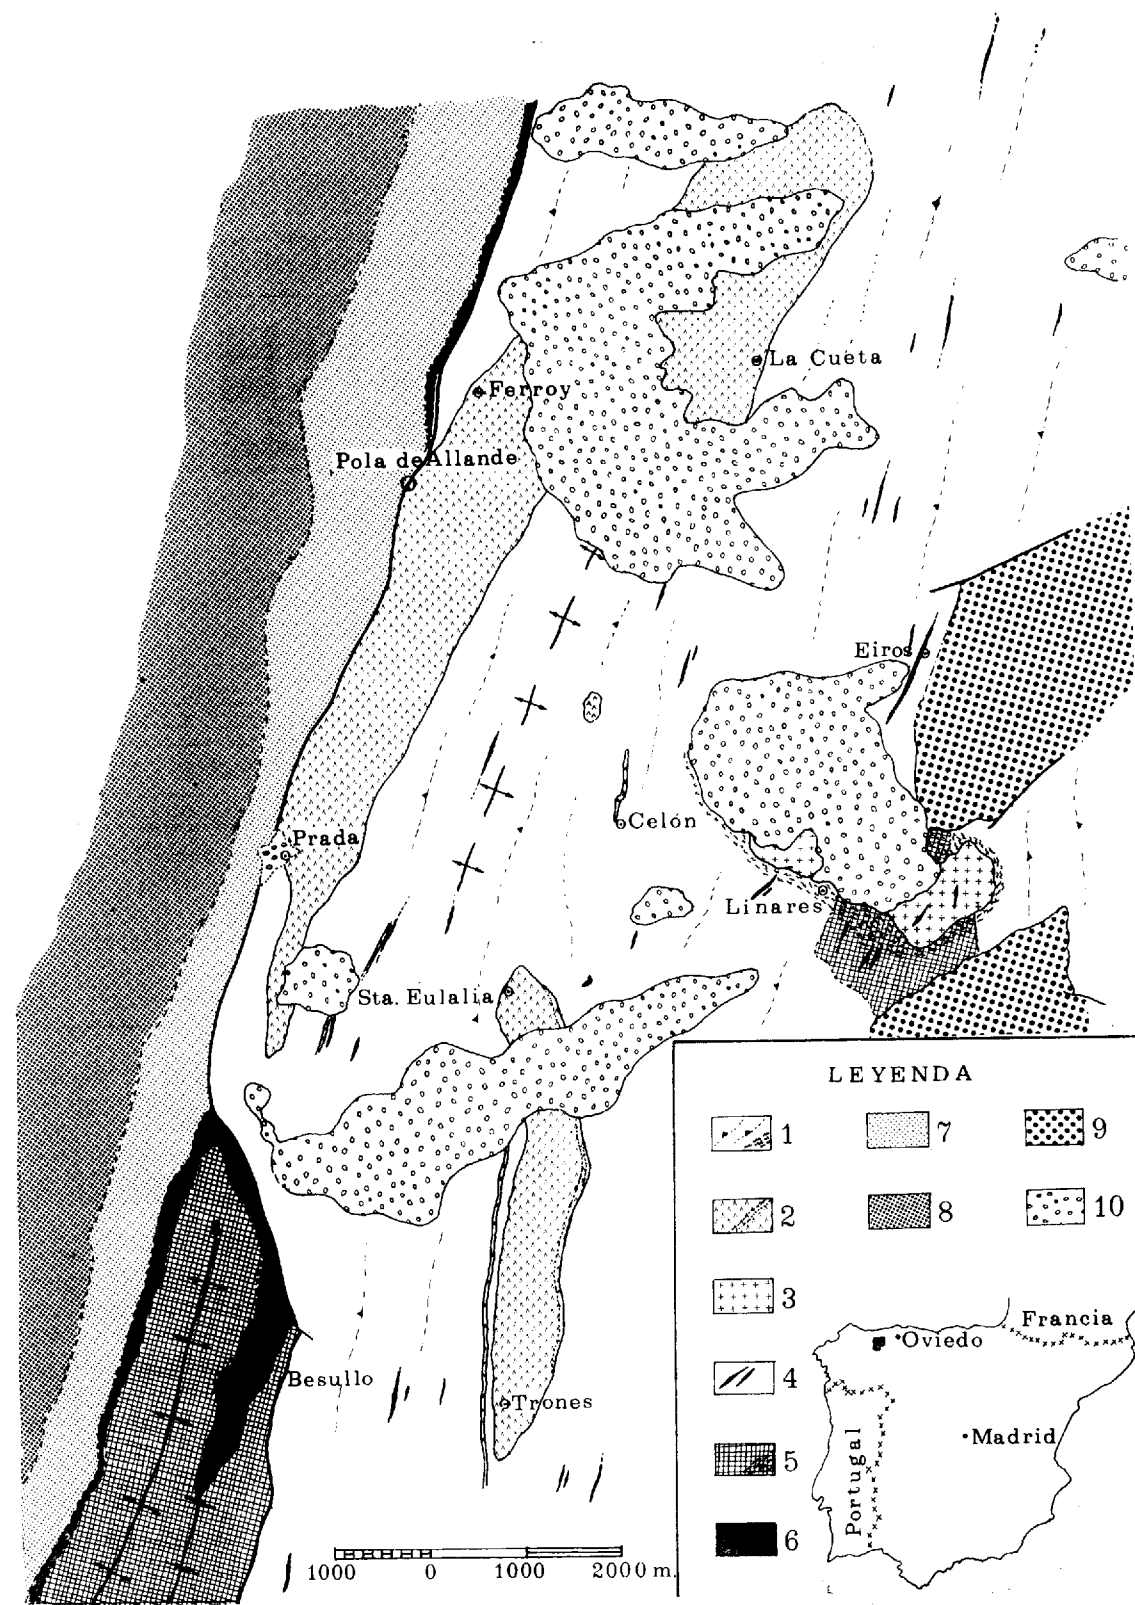 La Cueta
Ferroy
Pola de Allande
Eiros
Prada
Celón
Linares
Sta. Eulalia
Besullo
Trones
1000 0 1000 2000 m.
LEYENDA
1 7 9
2 8 10
3
4
5
6
Francia
Oviedo
Madrid
Portugal